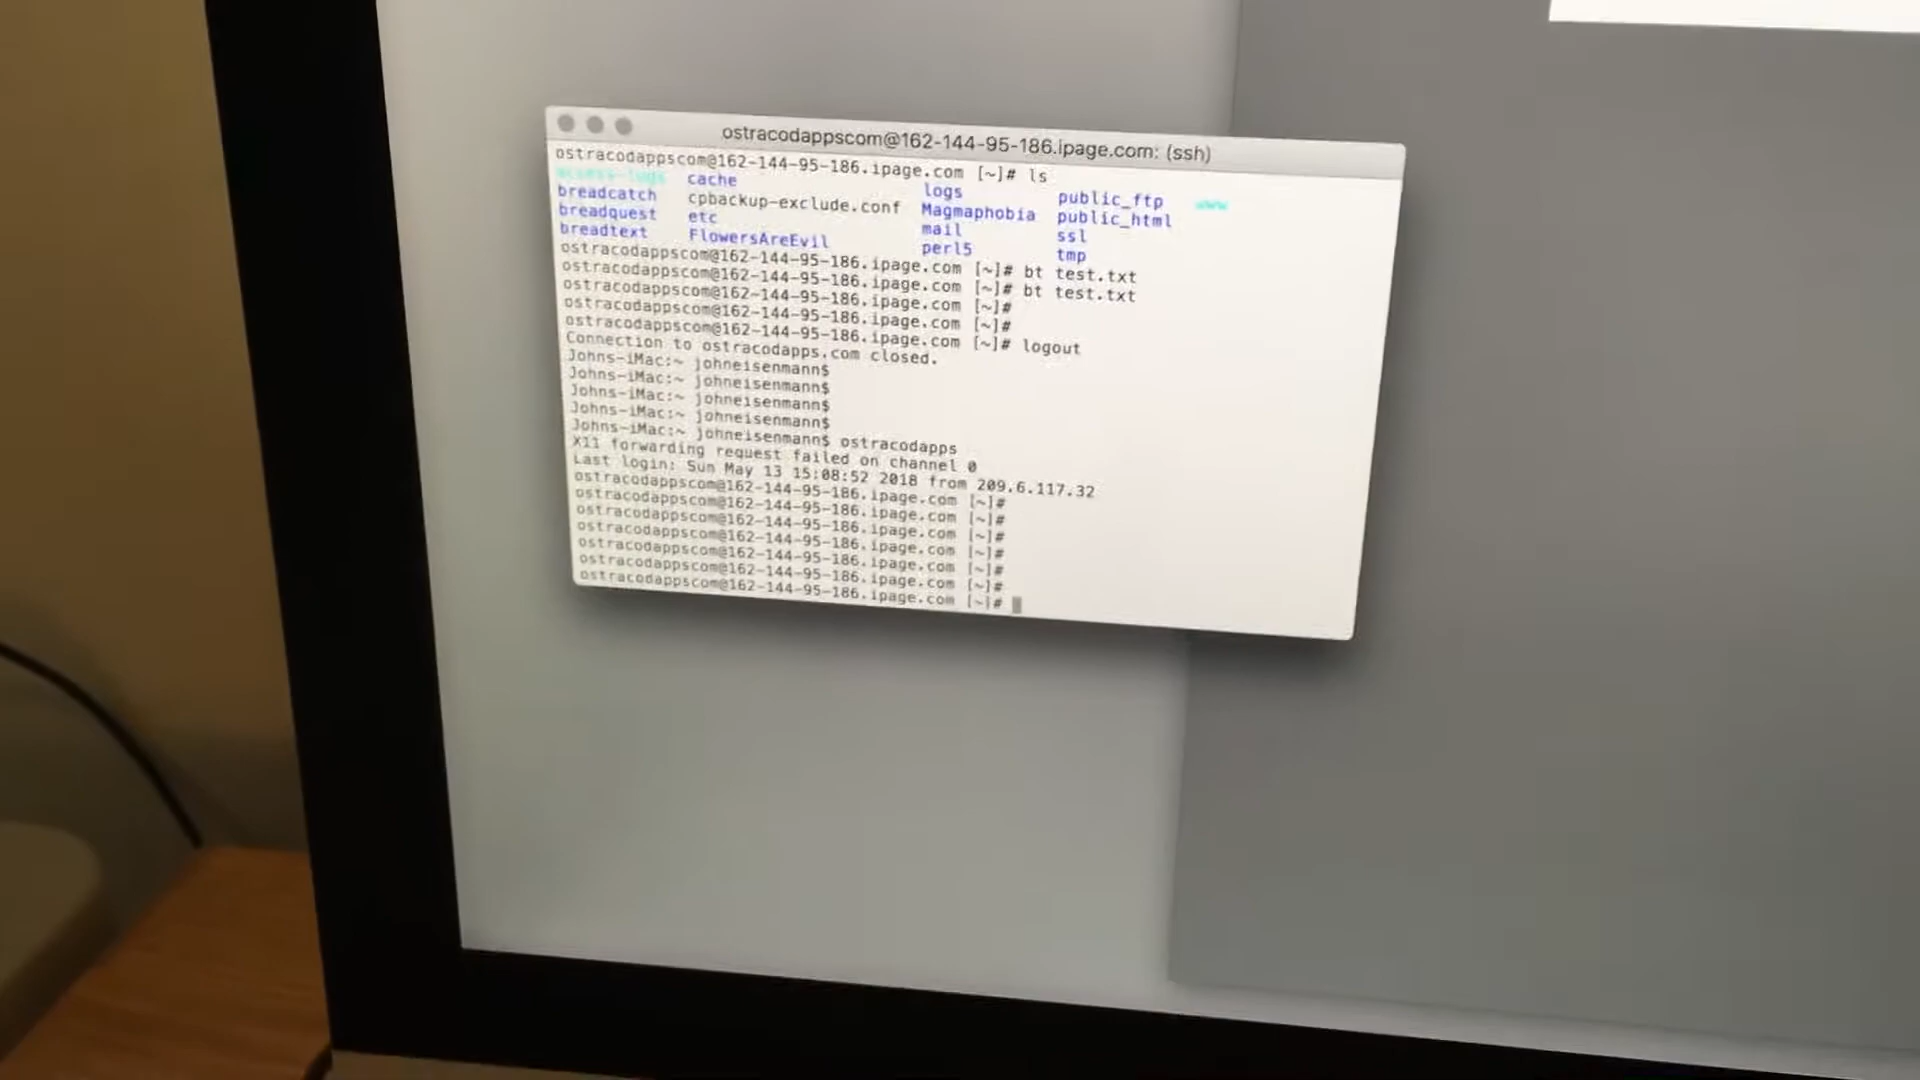 ostracodappscom@162-144-95-186.ipage.com: (ssh)
ostracodappscom@162-144-95-186.ipage.com [~]# ls
access-logs cache logs public_ftp www
breadcatch cpbackup-exclude.conf Magmaphobia public_html
breadquest etc mail ssl
breadtext FlowersAreEvil perl5 tmp
ostracodappscom@162-144-95-186.ipage.com [~]# bt test.txt
ostracodappscom@162-144-95-186.ipage.com [~]# bt test.txt
ostracodappscom@162-144-95-186.ipage.com [~]#
ostracodappscom@162-144-95-186.ipage.com [~]#
ostracodappscom@162-144-95-186.ipage.com [~]# logout
Connection to ostracodapps.com closed.
Johns-iMac:~ johneisenmann$
Johns-iMac:~ johneisenmann$
Johns-iMac:~ johneisenmann$
Johns-iMac:~ johneisenmann$
Johns-iMac:~ johneisenmann$ ostracodapps
X11 forwarding request failed on channel 0
Last login: Sun May 13 15:08:52 2018 from 209.6.117.32
ostracodappscom@162-144-95-186.ipage.com [~]#
ostracodappscom@162-144-95-186.ipage.com [~]#
ostracodappscom@162-144-95-186.ipage.com [~]#
ostracodappscom@162-144-95-186.ipage.com [~]#
ostracodappscom@162-144-95-186.ipage.com [~]#
ostracodappscom@162-144-95-186.ipage.com [~]#
ostracodappscom@162-144-95-186.ipage.com [~]#